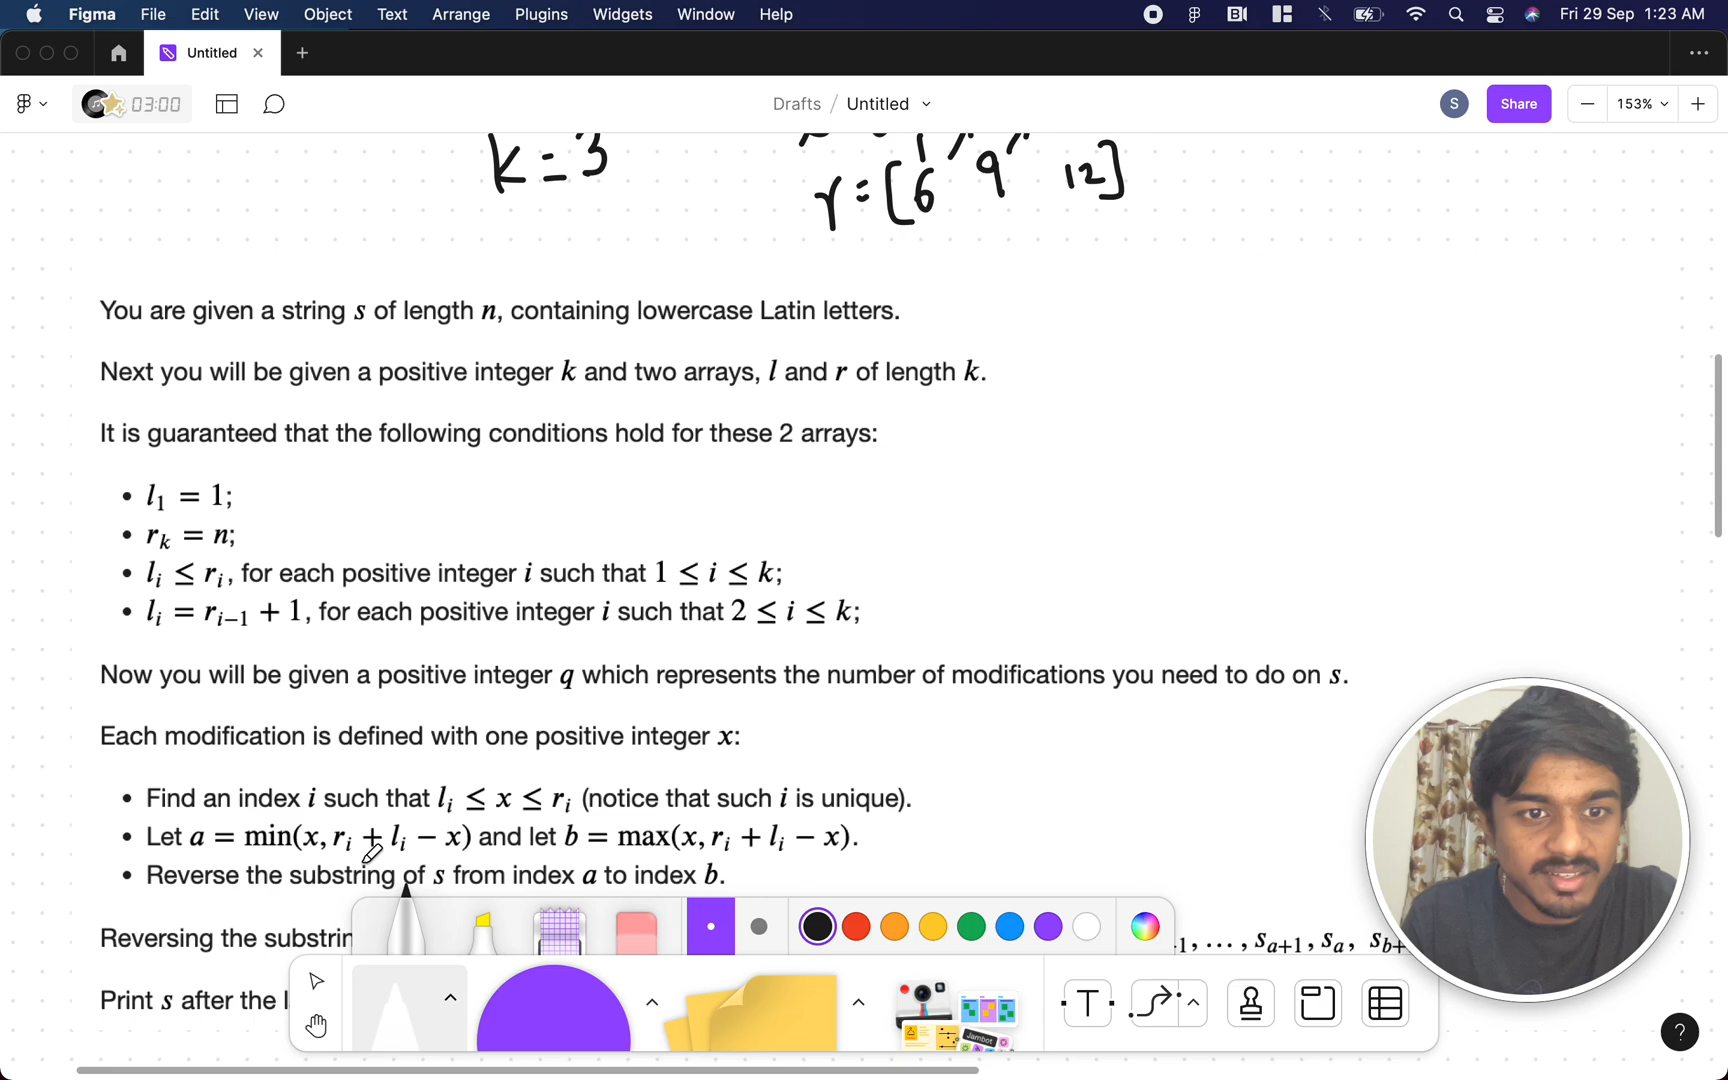 Figma File Edit View Object Text Arrange Plugins Widgets Window Help Fri 29 Sep 1:23 AM
Untitled
03:00 Drafts / Untitled S Share 153%
k = 3
r = [6 , 9 , 12]
You are given a string s of length n, containing lowercase Latin letters.
Next you will be given a positive integer k and two arrays, l and r of length k.
It is guaranteed that the following conditions hold for these 2 arrays:
• l₁ = 1;
• rₖ = n;
• lᵢ ≤ rᵢ, for each positive integer i such that 1 ≤ i ≤ k;
• lᵢ = rᵢ₋₁ + 1, for each positive integer i such that 2 ≤ i ≤ k;
Now you will be given a positive integer q which represents the number of modifications you need to do on s.
Each modification is defined with one positive integer x:
• Find an index i such that lᵢ ≤ x ≤ rᵢ (notice that such i is unique).
• Let a = min(x, rᵢ + lᵢ − x) and let b = max(x, rᵢ + lᵢ − x).
• Reverse the substring of s from index a to index b.
Reversing the substrin -1, ⋯ , sₐ₊₁, sₐ, s_b+
Print s after the l
T
Jambot
?